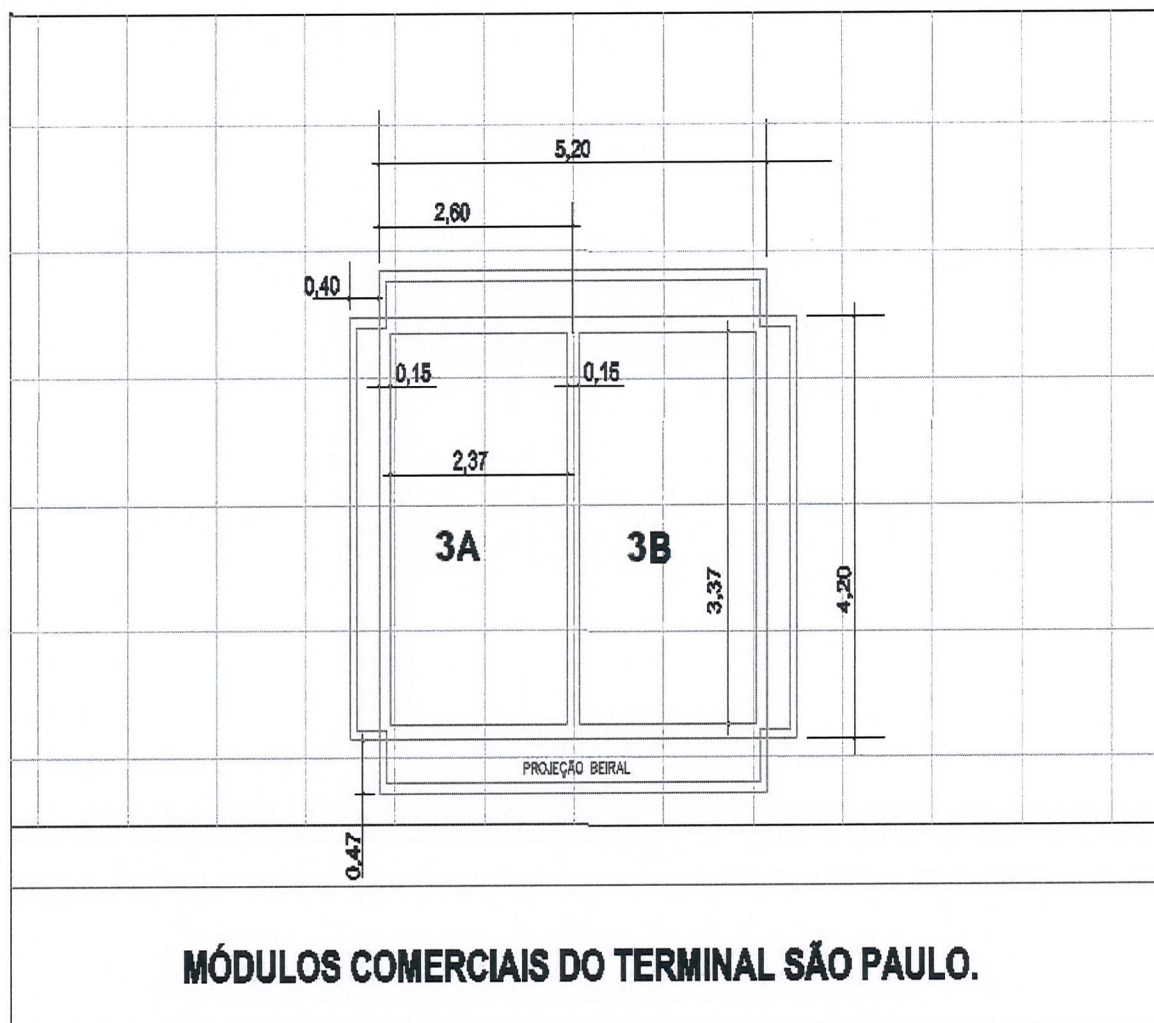 5,20
2,60
0,40
0,15
0,15
2,37
3A
3B
3,37
4,20
PROJEÇÃO BEIRAL
0,47
MÓDULOS COMERCIAIS DO TERMINAL SÃO PAULO.